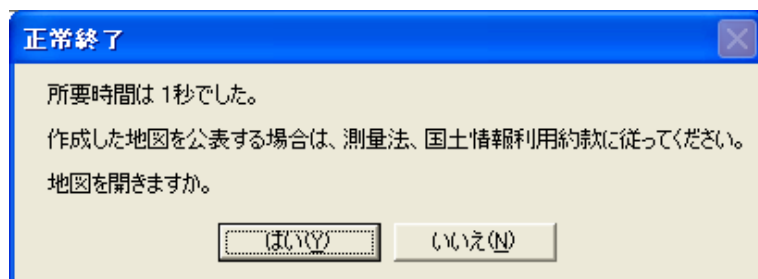 正常終了
所要時間は 1秒でした。
作成した地図を公表する場合は、測量法、国土情報利用約款に従ってください。
地図を開きますか。
はい(Y) いいえ(N)